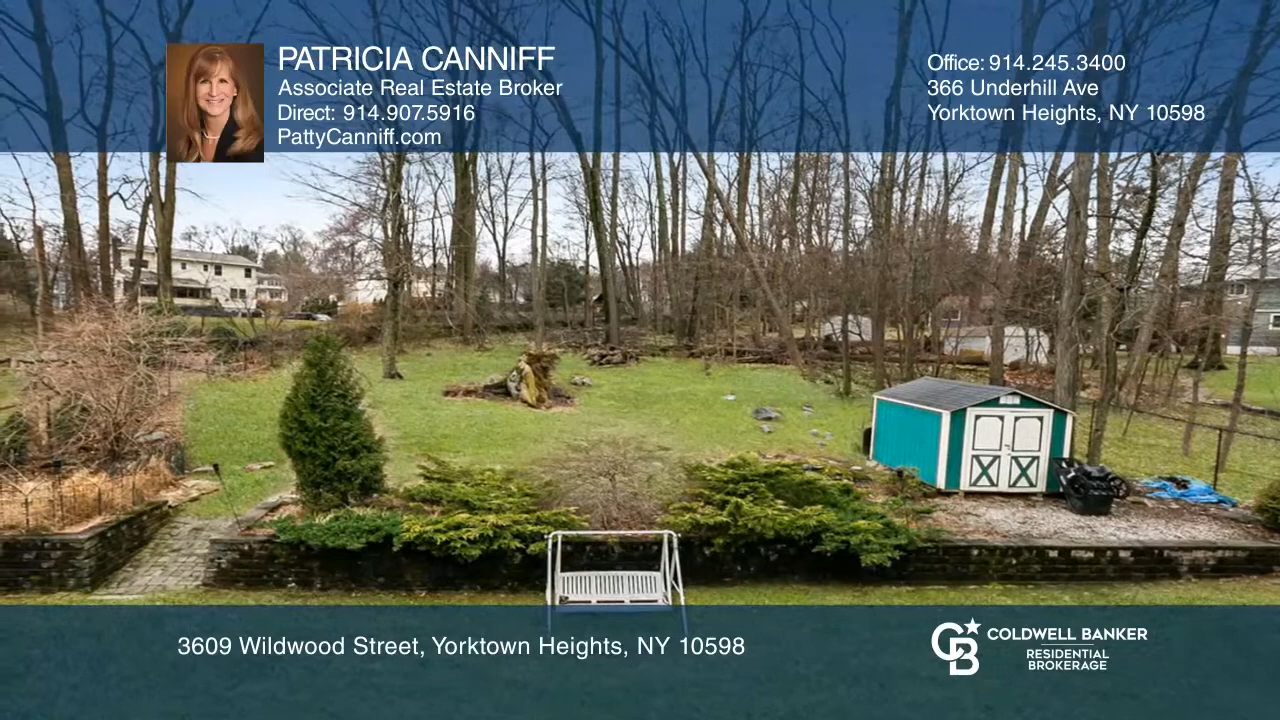 PATRICIA CANNIFF
Associate Real Estate Broker
Direct: 914.907.5916
PattyCanniff.com
Office: 914.245.3400
366 Underhill Ave
Yorktown Heights, NY 10598
3609 Wildwood Street, Yorktown Heights, NY 10598
CB
COLDWELL BANKER
RESIDENTIAL
BROKERAGE